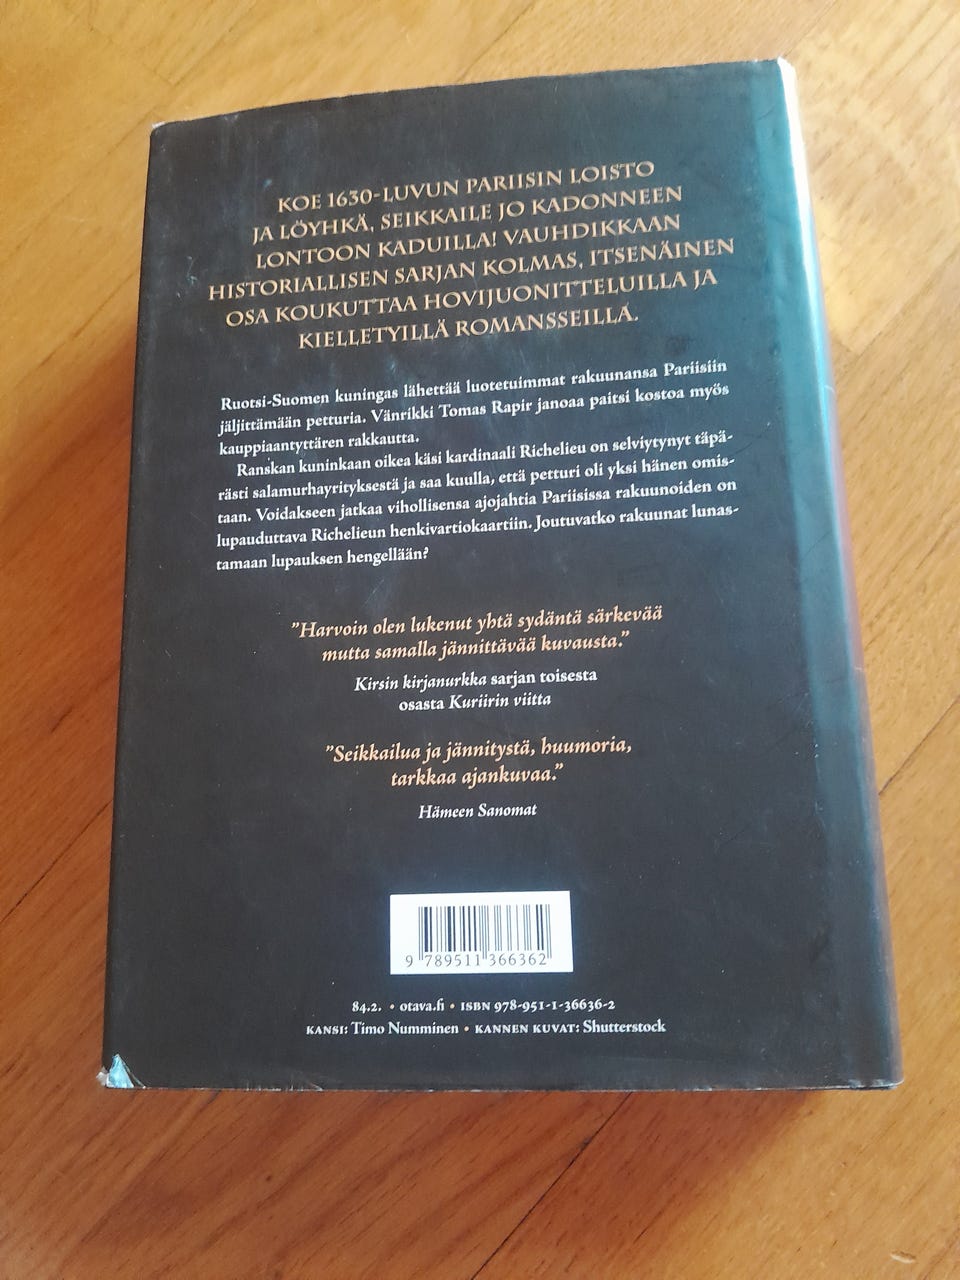 KOE 1630-LUVUN PARIISIN LOISTO
JA LÖYHKÄ, SEIKKAILE JO KADONNEEN
LONTOON KADUILLA! VAUHDIKKAAN
HISTORIALLISEN SARJAN KOLMAS, ITSENÄINEN
OSA KOUKUTTAA HOVIJUONITTELUILLA JA
KIELLETYILLÄ ROMANSSEILLA.
Ruotsi-Suomen kuningas lähettää luotetuimmat rakuunansa Pariisiin
jäljittämään petturia. Vänrikki Tomas Rapir janoaa paitsi kostoa myös
kauppiaantyttären rakkautta.
Ranskan kuninkaan oikea käsi kardinaali Richelieu on selviytynyt täpä-
rästi salamurhayrityksestä ja saa kuulla, että petturi oli yksi hänen omis-
taan. Voidakseen jatkaa vihollisensa ajojahtia Pariisissa rakuunoiden on
lupauduttava Richelieun henkivartiokaartiin. Joutuvatko rakuunat lunas-
tamaan lupauksen hengellään?
”Harvoin olen lukenut yhtä sydäntä särkevää
mutta samalla jännittävää kuvausta.”
Kirsin kirjanurkka sarjan toisesta
osasta Kuriirin viitta
”Seikkailua ja jännitystä, huumoria,
tarkkaa ajankuvaa.”
Hämeen Sanomat
9 789511 366362
84.2. • otava.fi • ISBN 978-951-1-36636-2
KANSI: Timo Numminen • KANNEN KUVAT: Shutterstock